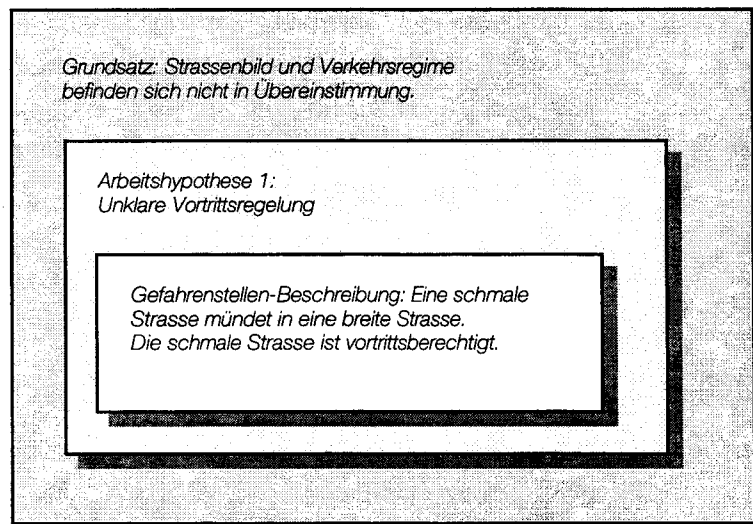 Grundsatz: Strassenbild und Verkehrsregime
befinden sich nicht in Übereinstimmung.
Arbeitshypothese 1:
Unklare Vortrittsregelung
Gefahrenstellen-Beschreibung: Eine schmale
Strasse mündet in eine breite Strasse.
Die schmale Strasse ist vortrittsberechtigt.